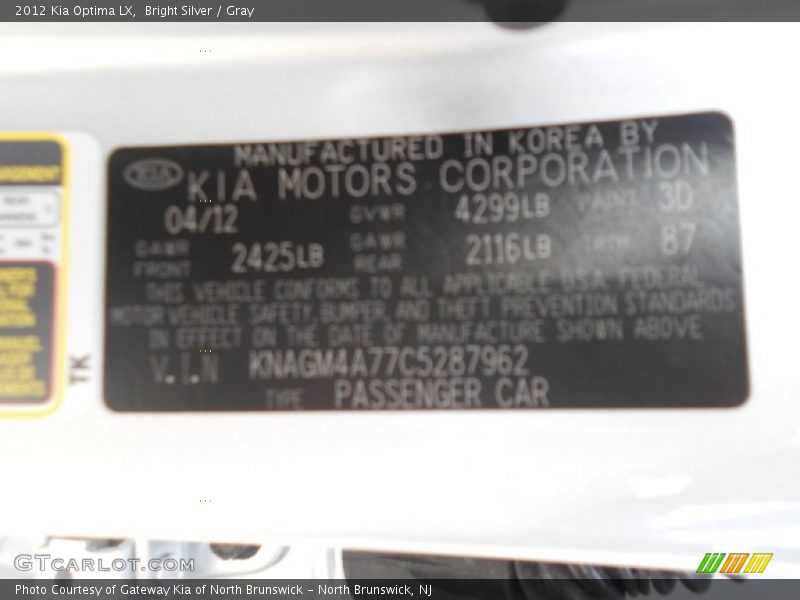 2012 Kia Optima LX,  Bright Silver / Gray
MANUFACTURED IN KOREA BY
KIA KIA MOTORS CORPORATION
04/12 GVWR 4299LB PAINT 3D
GAWR FRONT 2425LB GAWR REAR 2116LB TRIM 87
THIS VEHICLE CONFORMS TO ALL APPLICABLE U.S.A. FEDERAL
MOTOR VEHICLE SAFETY, BUMPER, AND THEFT PREVENTION STANDARDS
IN EFFECT ON THE DATE OF MANUFACTURE SHOWN ABOVE
V.I.N KNAGM4A77C5287962
TYPE PASSENGER CAR
TK
GTCARLOT.COM
Photo Courtesy of Gateway Kia of North Brunswick - North Brunswick, NJ